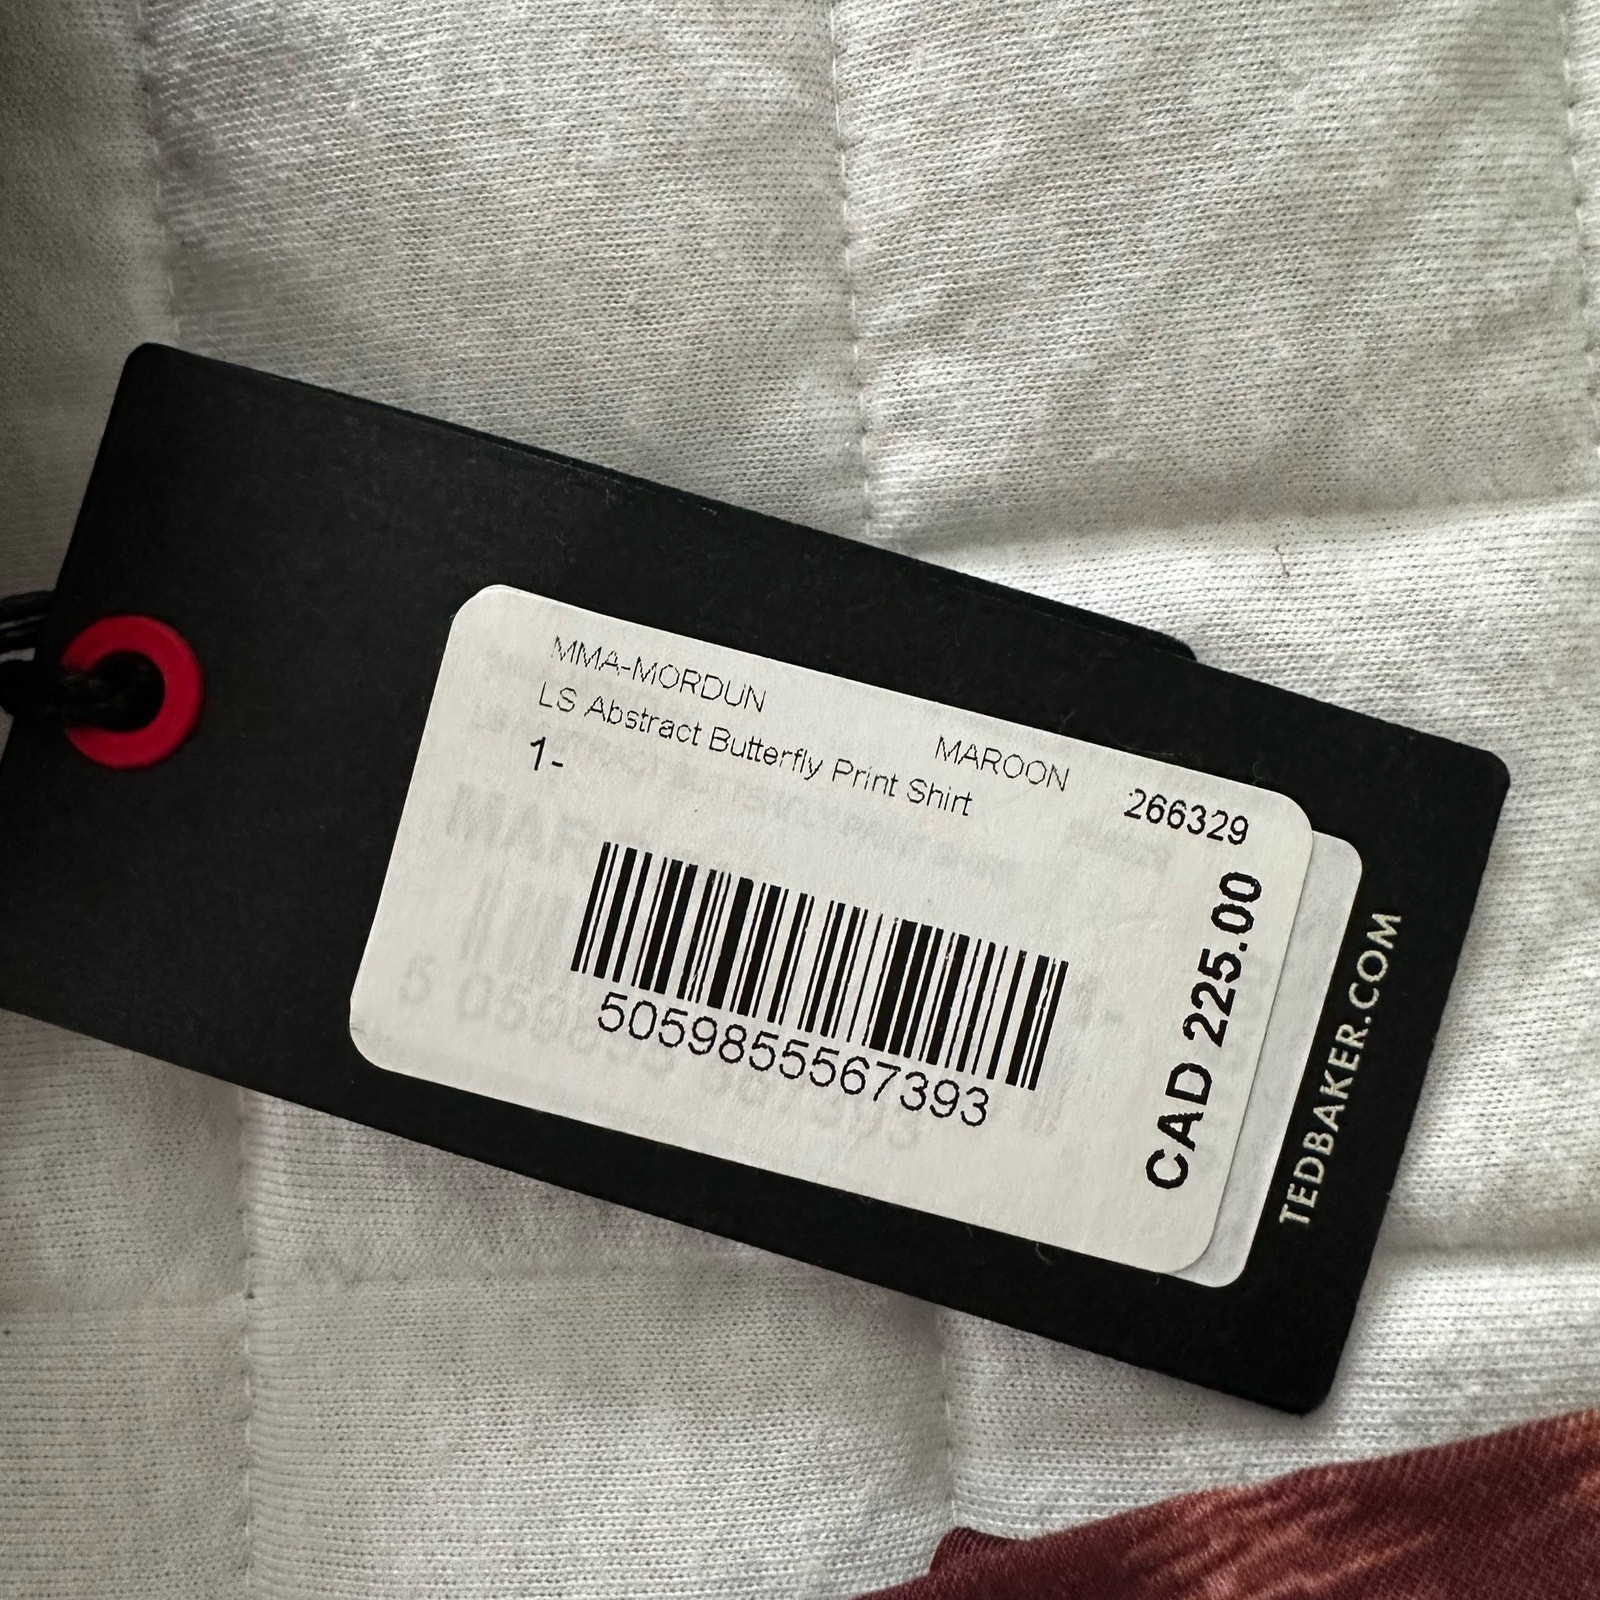 MMA-MORDUN
MAROON
LS Abstract Butterfly Print Shirt
266329
1-
5059855567393
CAD 225.00
TEDBAKER.COM